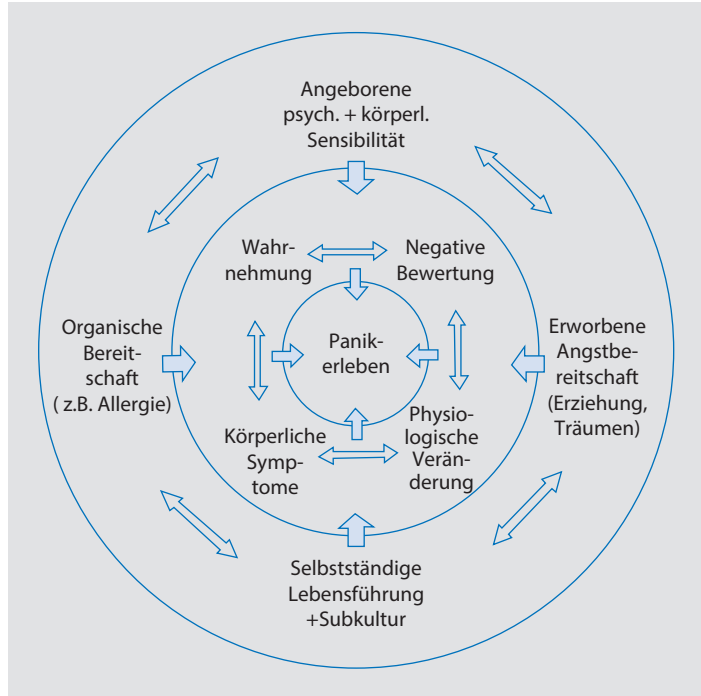 Angeborene
psych. + körperl.
Sensibilität
Wahr-
nehmung
Negative
Bewertung
Organische
Bereit-
schaft
( z.B. Allergie)
Panik-
erleben
Erworbene
Angstbe-
reitschaft
(Erziehung,
Träumen)
Körperliche
Symp-
tome
Physio-
logische
Verän-
derung
Selbstständige
Lebensführung
+Subkultur